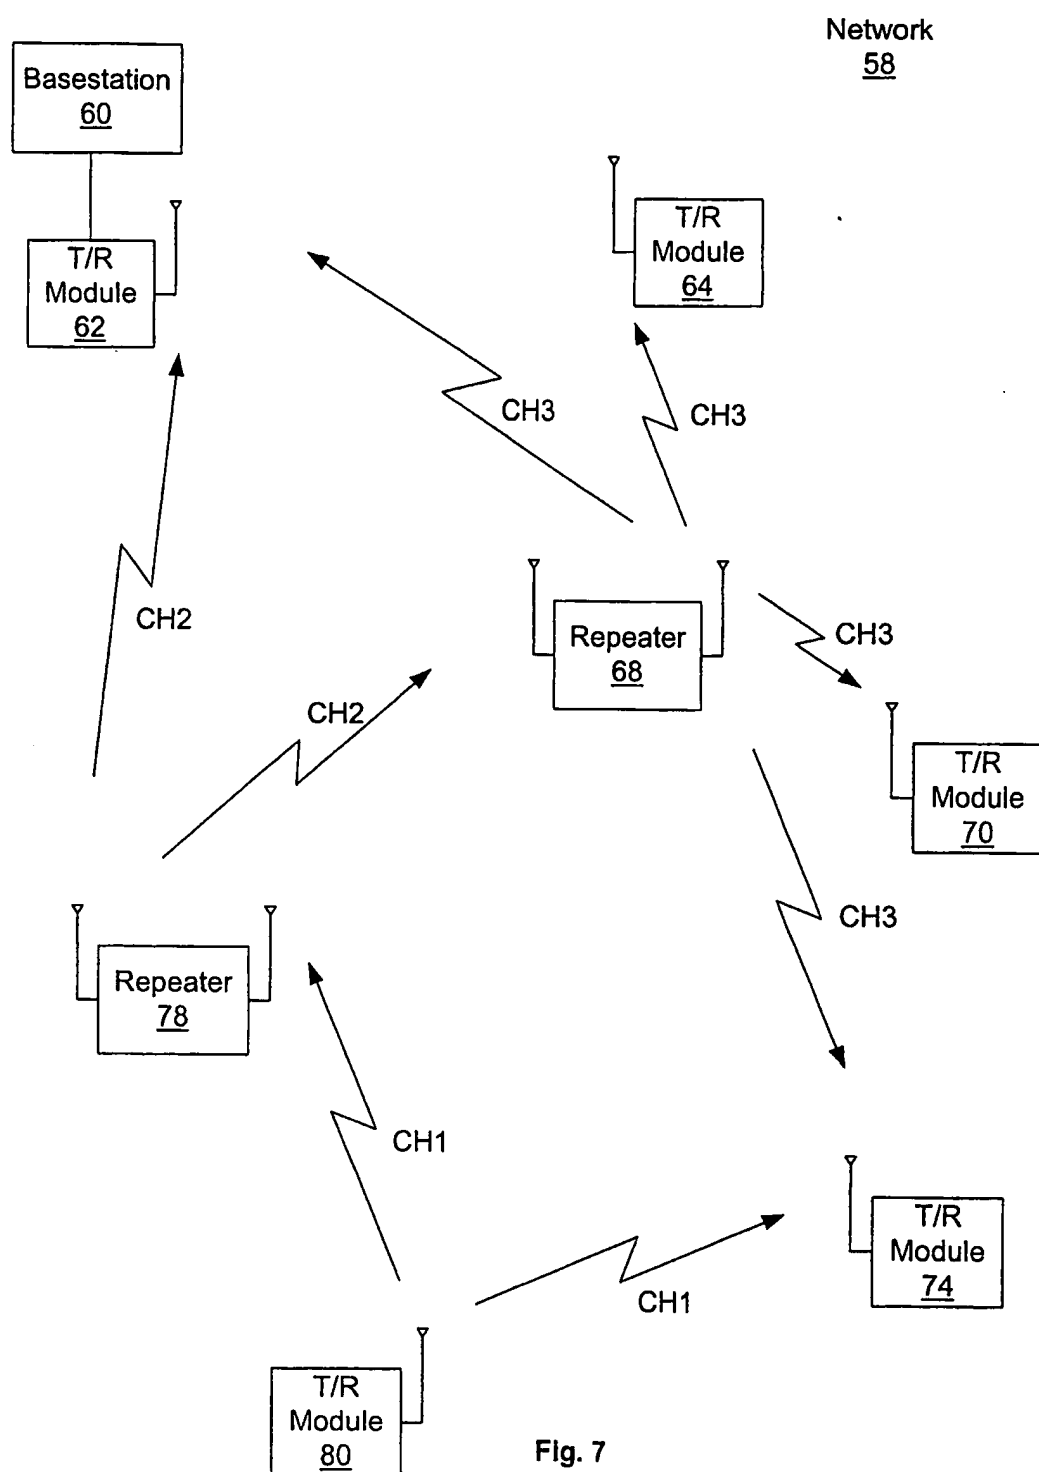 Network
58
Basestation
60
T/R
Module
62
T/R
Module
64
CH3
CH3
CH2
Repeater
68
CH3
CH2
T/R
Module
70
CH3
Repeater
78
CH1
T/R
Module
74
CH1
T/R
Module
80
Fig. 7